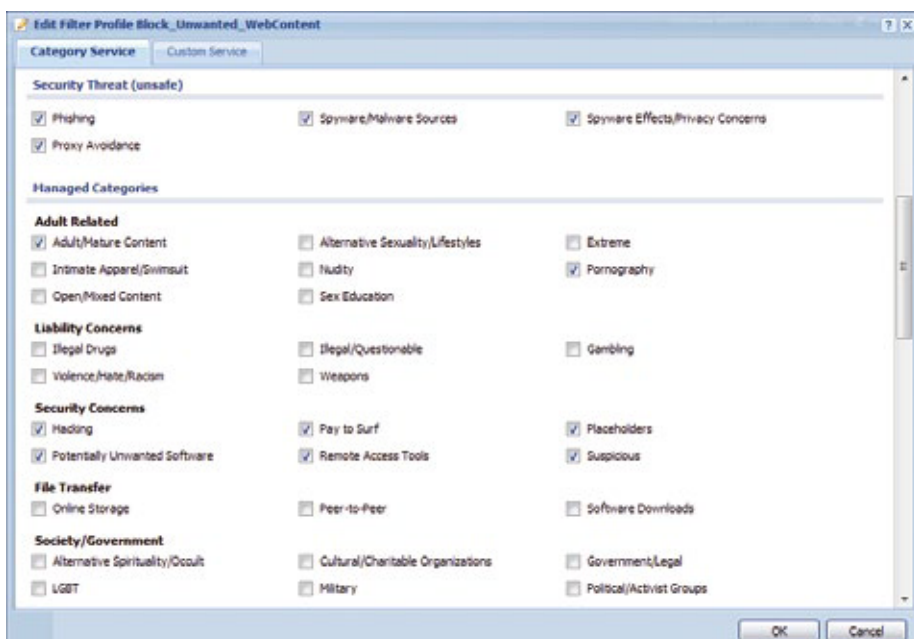 Edit Filter Profile Block_Unwanted_WebContent
Category Service Custom Service
Security Threat (unsafe)
Phishing Spyware/Malware Sources Spyware Effects/Privacy Concerns
Proxy Avoidance
Managed Categories
Adult Related
Adult/Mature Content Alternative Sexuality/Lifestyles Extreme
Intimate Apparel/Swimsuit Nudity Pornography
Open/Mixed Content Sex Education
Liability Concerns
Illegal Drugs Illegal/Questionable Gambling
Violence/Hate/Racism Weapons
Security Concerns
Hacking Pay to Surf Placeholders
Potentially Unwanted Software Remote Access Tools Suspicious
File Transfer
Online Storage Peer-to-Peer Software Downloads
Society/Government
Alternative Spirituality/Occult Cultural/Charitable Organizations Government/Legal
LGBT Military Political/Activist Groups
OK Cancel